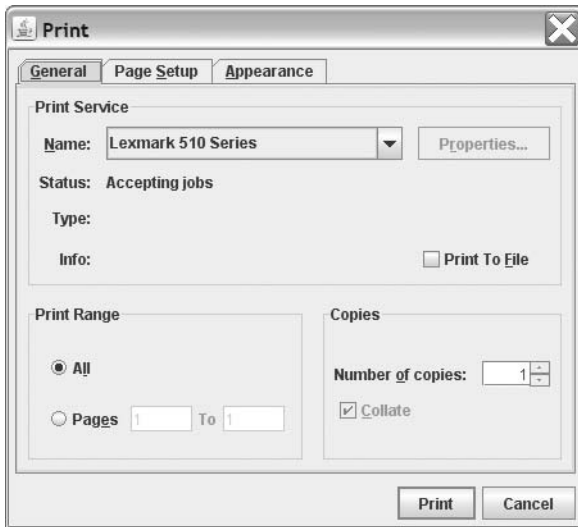 Print
General Page Setup Appearance
Print Service
Name: Lexmark 510 Series Properties...
Status: Accepting jobs
Type:
Info: Print To File
Print Range
All
Pages 1 To 1
Copies
Number of copies: 1
Collate
Print Cancel